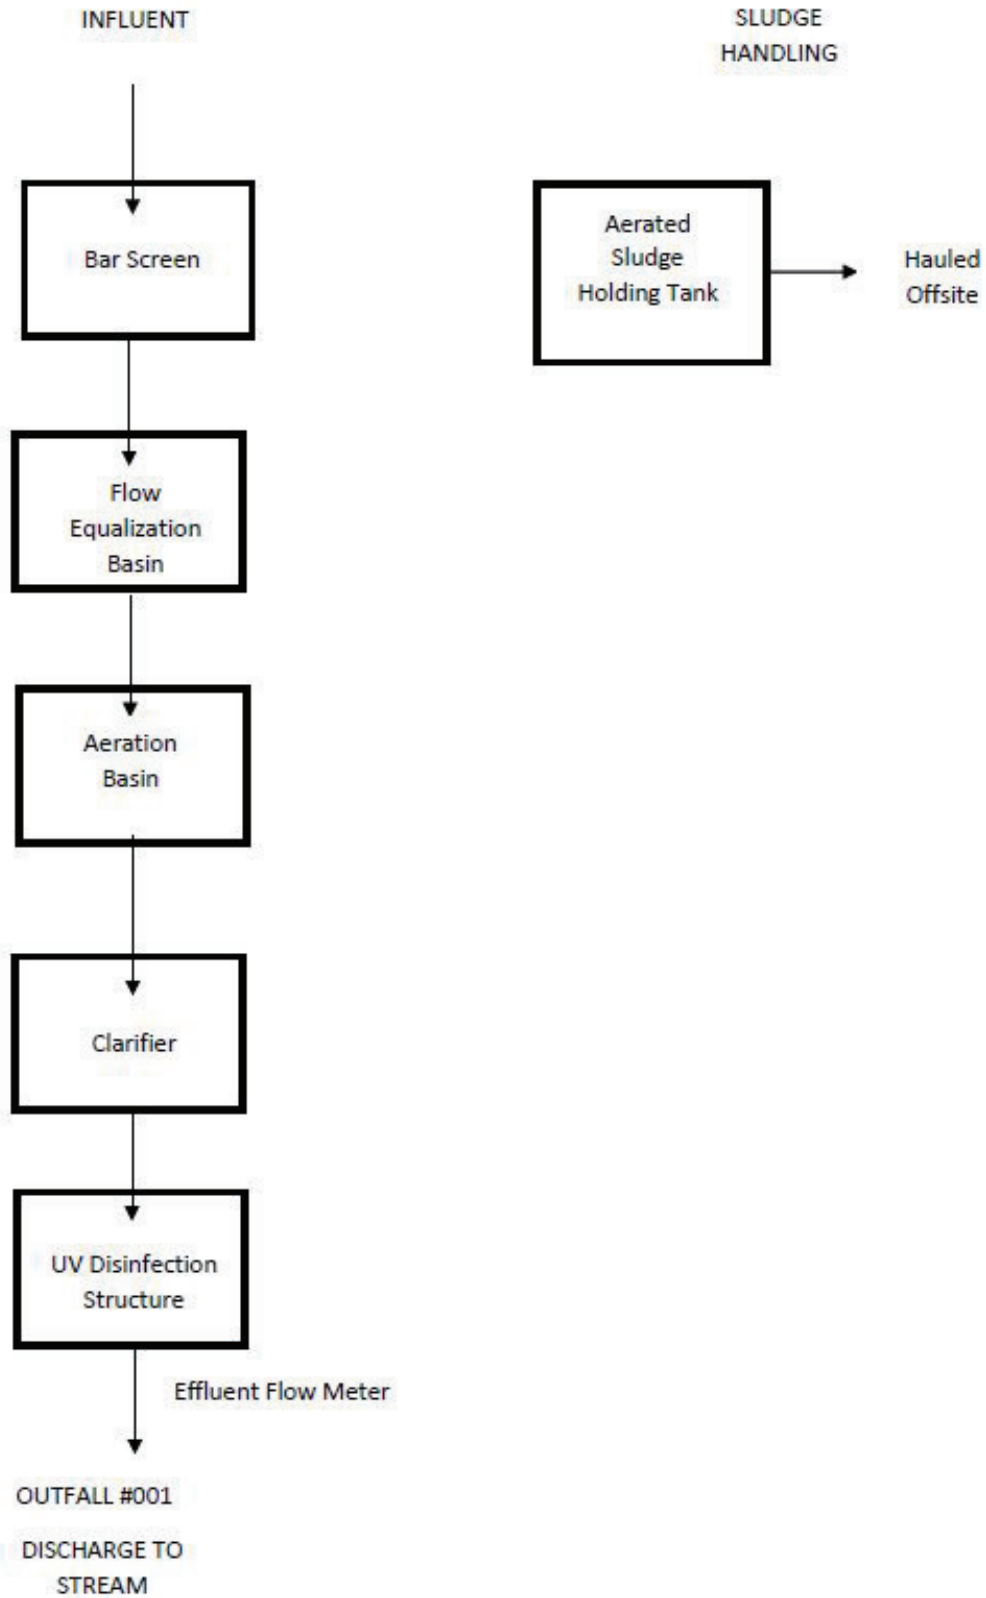 INFLUENT
Bar Screen
Flow
Equalization
Basin
Aeration
Basin
Clarifier
UV Disinfection
Structure
Effluent Flow Meter
OUTFALL #001
DISCHARGE TO
STREAM
SLUDGE
HANDLING
Aerated
Sludge
Holding Tank
Hauled
Offsite